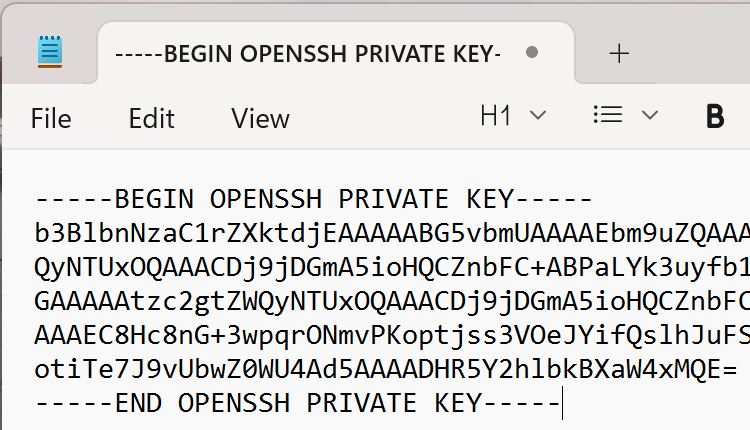 -----BEGIN OPENSSH PRIVATE KEY-
File Edit View H1 B
-----BEGIN OPENSSH PRIVATE KEY-----
b3BlbnNzaC1rZXktdjEAAAAABG5vbmUAAAAEbm9uZQAAA
QyNTUxOQAAACDj9jDGmA5ioHQCZnbFC+ABPaLYk3uyfb1
GAAAAAtzc2gtZWQyNTUxOQAAACDj9jDGmA5ioHQCZnbFC
AAAEC8Hc8nG+3wpqrONmvPKoptjss3VOeJYifQslhJuFS
otiTe7J9vUbwZ0WU4Ad5AAAADHR5Y2hlbkBXaW4xMQE=
-----END OPENSSH PRIVATE KEY-----